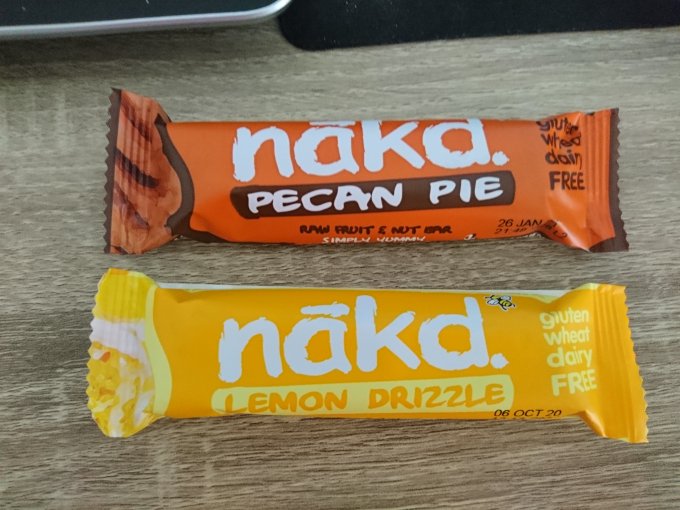 nākd.
PECAN PIE
RAW FRUIT & NUT BAR
SIMPLY YUMMY
gluten
wheat
dairy
FREE
26 JAN
nākd.
LEMON DRIZZLE
gluten
wheat
dairy
FREE
06 OCT 20